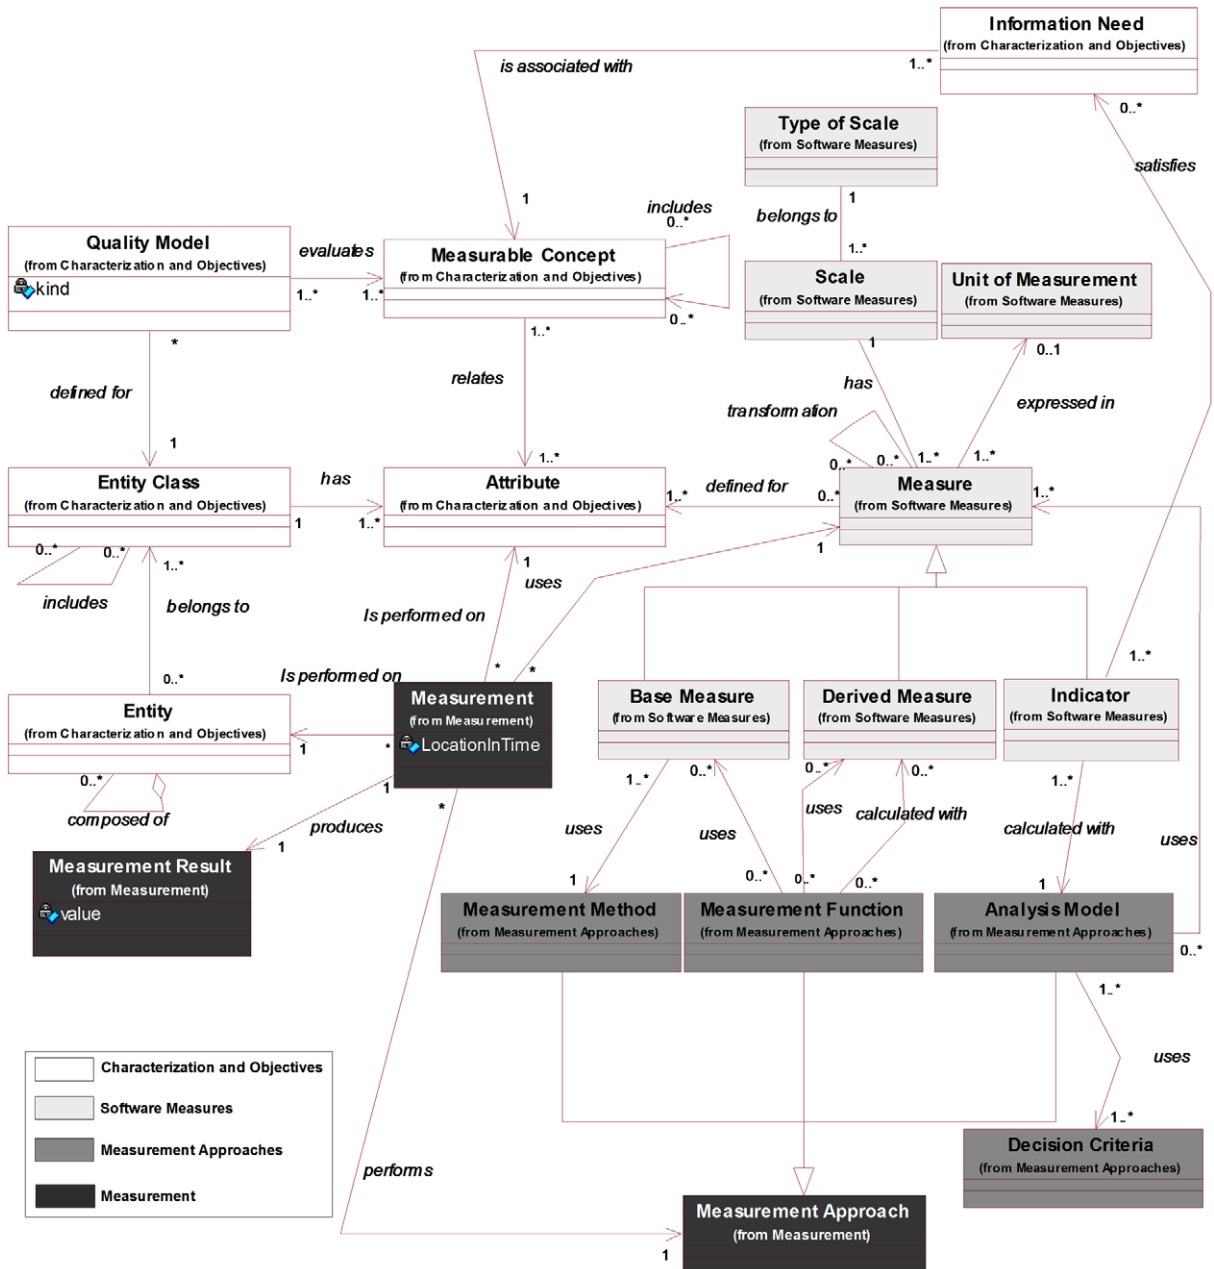 Information Need
(from Characterization and Objectives)
is associated with
1..*
0..*
Type of Scale
(from Software Measures)
satisfies
1
1
includes
0..*
belongs to
Quality Model
(from Characterization and Objectives)
kind
evaluates
1..*
1..*
Measurable Concept
(from Characterization and Objectives)
0..*
1..*
Scale
(from Software Measures)
Unit of Measurement
(from Software Measures)
*
1..*
1
0..1
defined for
relates
has
transformation
expressed in
1
1..*
0..*
0..*
1..*
1..*
Entity Class
(from Characterization and Objectives)
has
1
1..*
Attribute
(from Characterization and Objectives)
1..*
defined for
0..*
Measure
(from Software Measures)
1..*
0..*
0..*
1..*
includes
belongs to
1
uses
1
Is performed on
0..*
Is performed on
*
*
1..*
Entity
(from Characterization and Objectives)
1
*
Measurement
(from Measurement)
LocationInTime
Base Measure
(from Software Measures)
Derived Measure
(from Software Measures)
Indicator
(from Software Measures)
0..*
composed of
1
*
1..*
0..*
0..*
0..*
1..*
produces
1
uses
uses
uses
calculated with
calculated with
uses
Measurement Result
(from Measurement)
value
1
0..*
0..*
0..*
1
Measurement Method
(from Measurement Approaches)
Measurement Function
(from Measurement Approaches)
Analysis Model
(from Measurement Approaches)
0..*
1..*
uses
1..*
Characterization and Objectives
Software Measures
Measurement Approaches
Measurement
performs
Decision Criteria
(from Measurement Approaches)
1
Measurement Approach
(from Measurement)